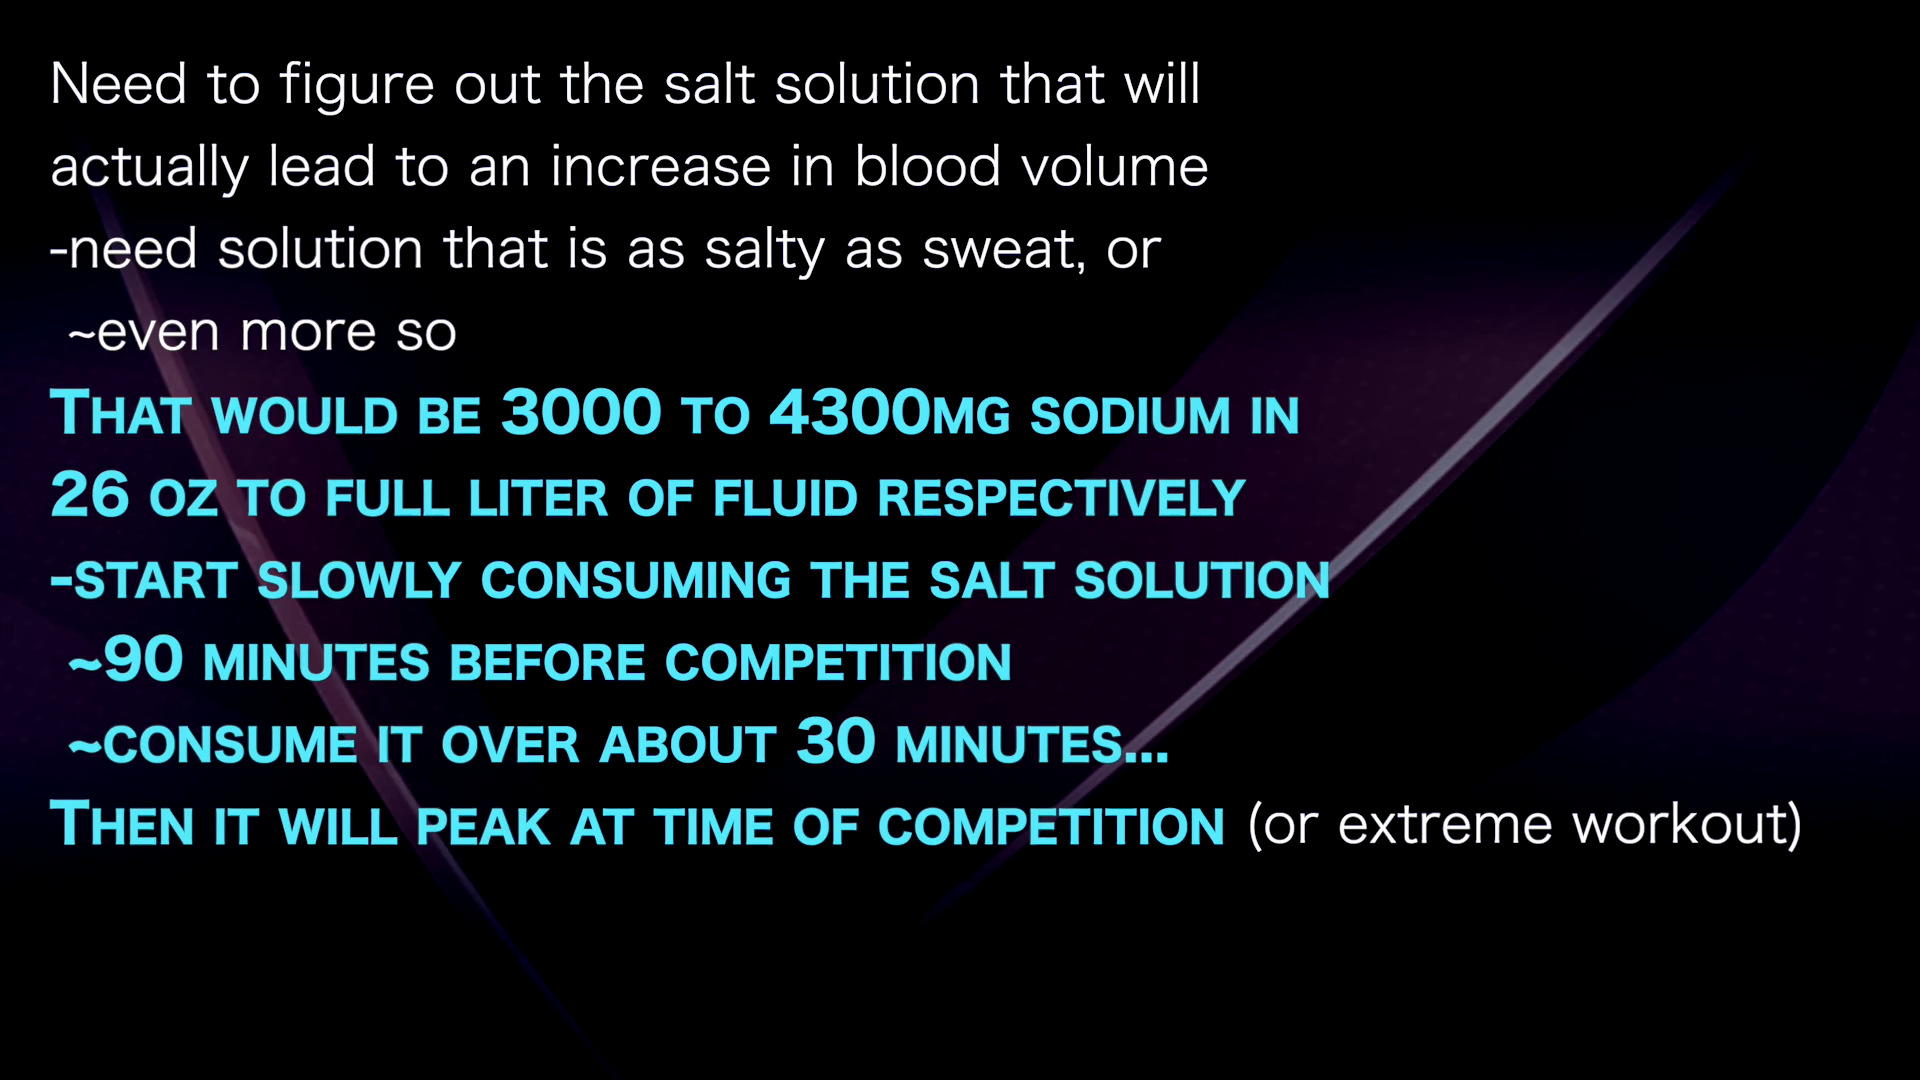 Need to figure out the salt solution that will
actually lead to an increase in blood volume
-need solution that is as salty as sweat, or
~even more so
THAT WOULD BE 3000 TO 4300MG SODIUM IN
26 OZ TO FULL LITER OF FLUID RESPECTIVELY
-START SLOWLY CONSUMING THE SALT SOLUTION
~90 MINUTES BEFORE COMPETITION
~CONSUME IT OVER ABOUT 30 MINUTES...
THEN IT WILL PEAK AT TIME OF COMPETITION (or extreme workout)